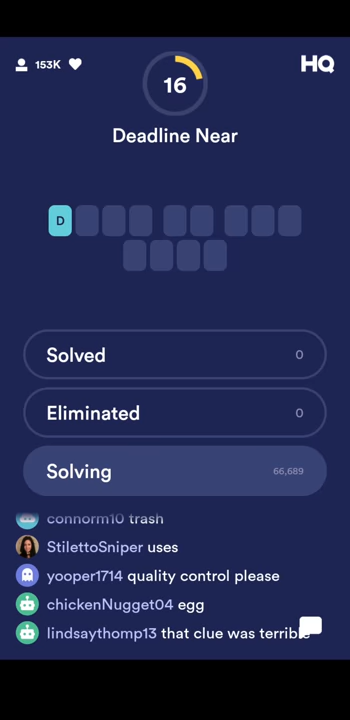 153K
HQ
16
Deadline Near
D
Solved 0
Eliminated 0
Solving 66,689
connorm10 trash
StilettoSniper uses
yooper1714 quality control please
chickenNugget04 egg
lindsaythomp13 that clue was terrible